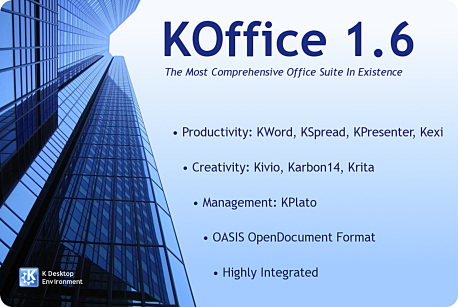 KOffice 1.6
The Most Comprehensive Office Suite In Existence
• Productivity: KWord, KSpread, KPresenter, Kexi
• Creativity: Kivio, Karbon14, Krita
• Management: KPlato
• OASIS OpenDocument Format
• Highly Integrated
K Desktop
Environment